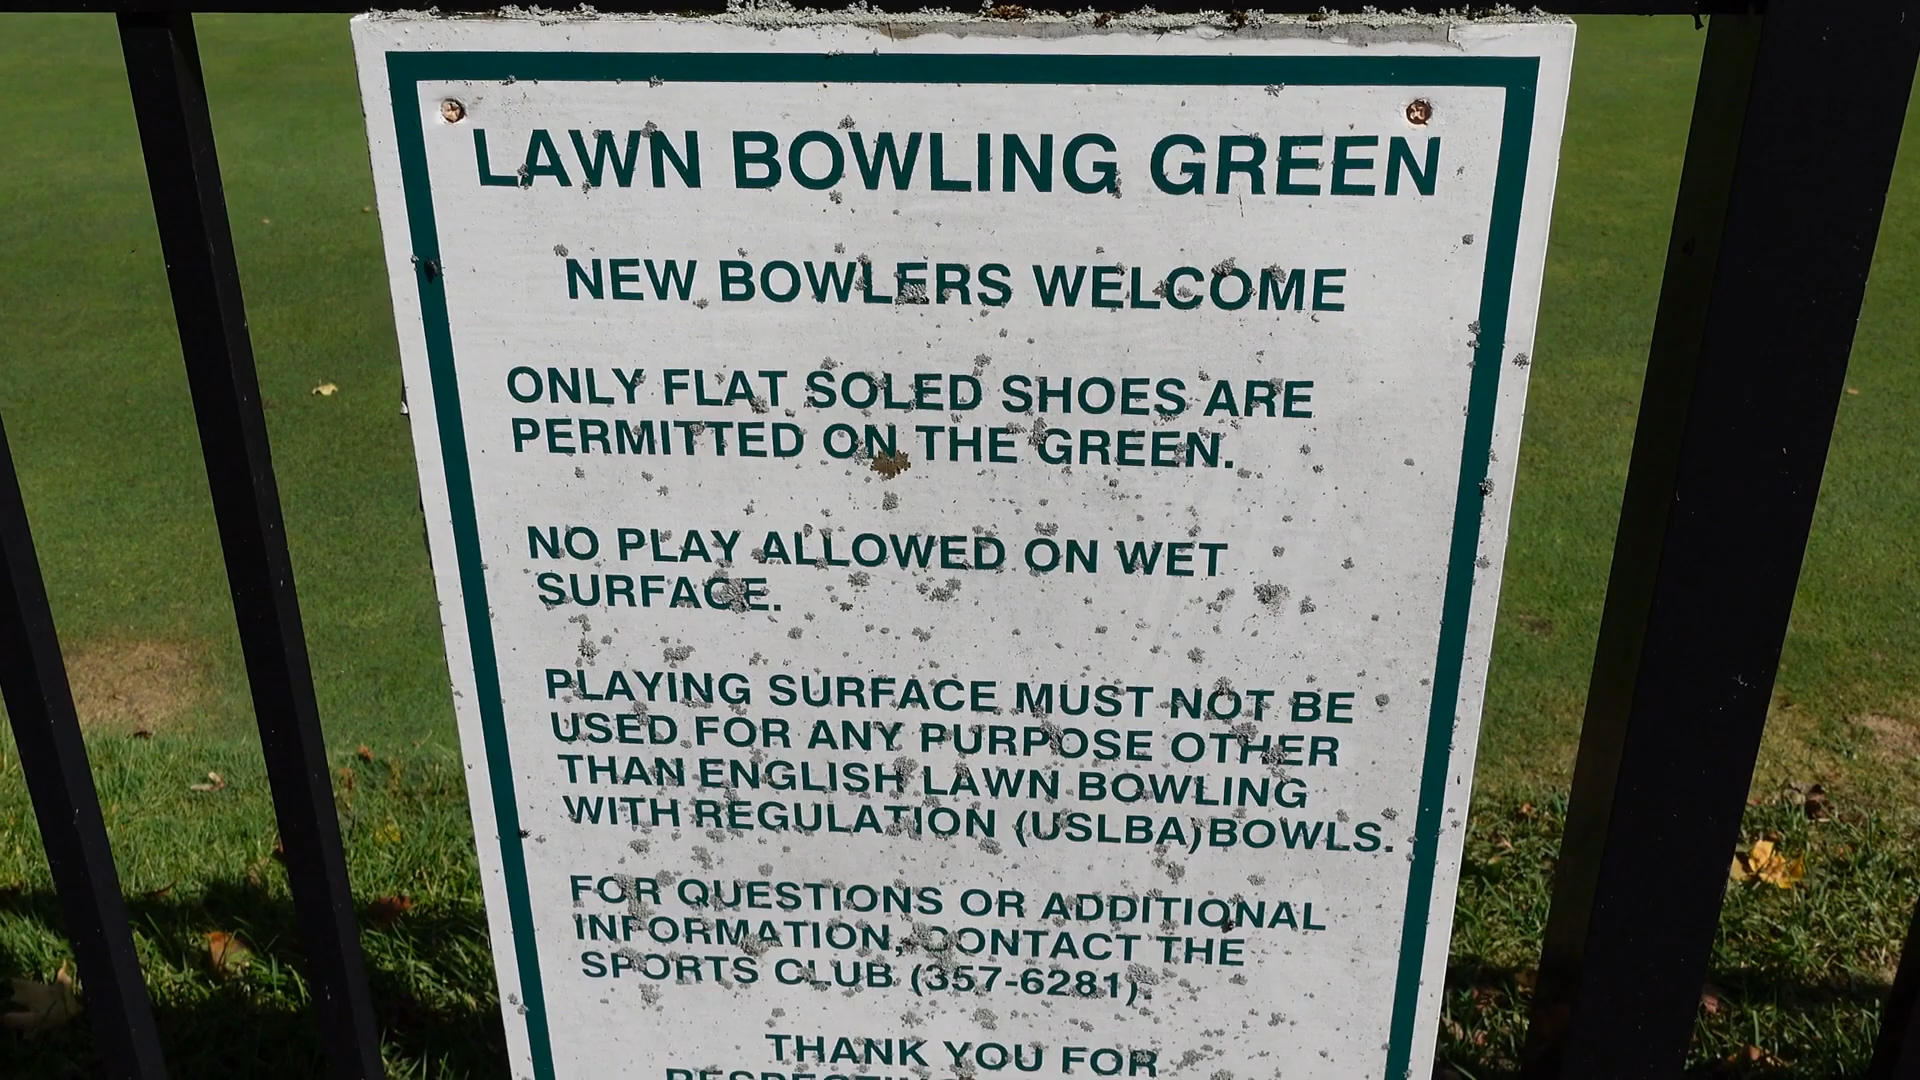 LAWN BOWLING GREEN
NEW BOWLERS WELCOME
ONLY FLAT SOLED SHOES ARE
PERMITTED ON THE GREEN.
NO PLAY ALLOWED ON WET
SURFACE.
PLAYING SURFACE MUST NOT BE
USED FOR ANY PURPOSE OTHER
THAN ENGLISH LAWN BOWLING
WITH REGULATION (USLBA) BOWLS.
FOR QUESTIONS OR ADDITIONAL
INFORMATION, CONTACT THE
SPORTS CLUB (357-6281).
THANK YOU FOR